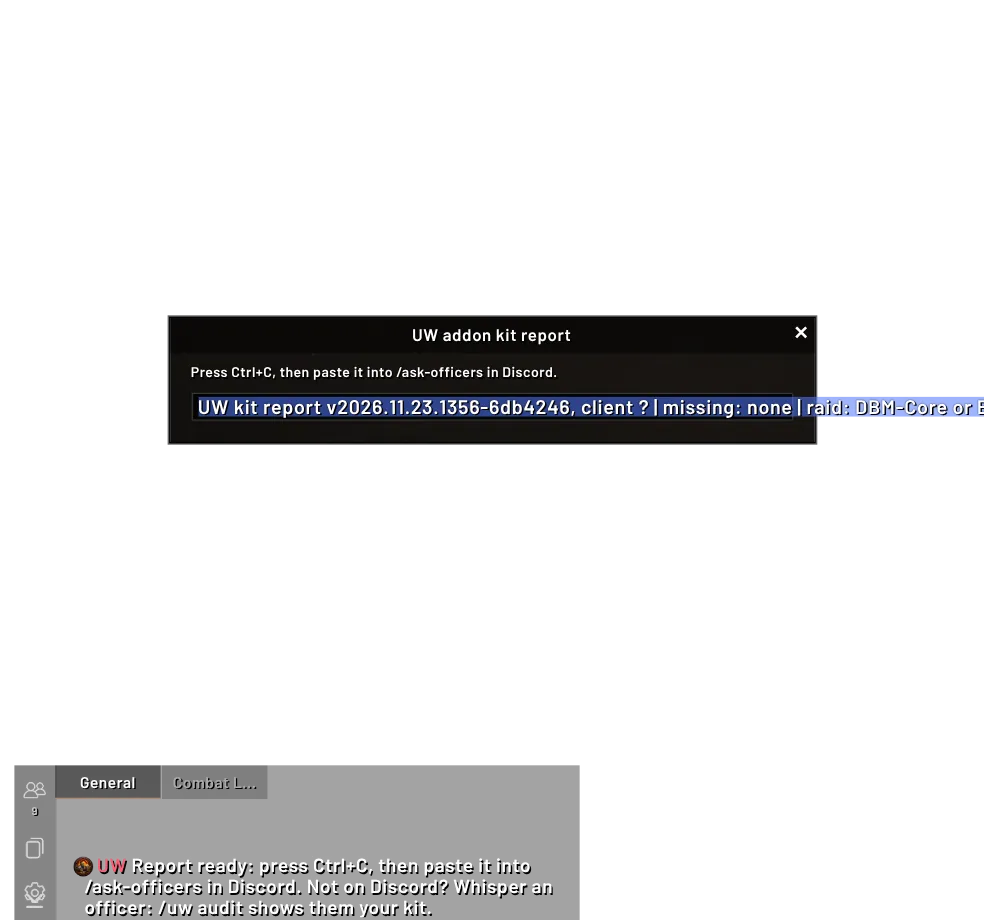 UW addon kit report
Press Ctrl+C, then paste it into /ask-officers in Discord.
UW kit report v2026.11.23.1356-6db4246, client ? | missing: none | raid: DBM-Core or
General
Combat L...
9
UW Report ready: press Ctrl+C, then paste it into
/ask-officers in Discord. Not on Discord? Whisper an
officer: /uw audit shows them your kit.